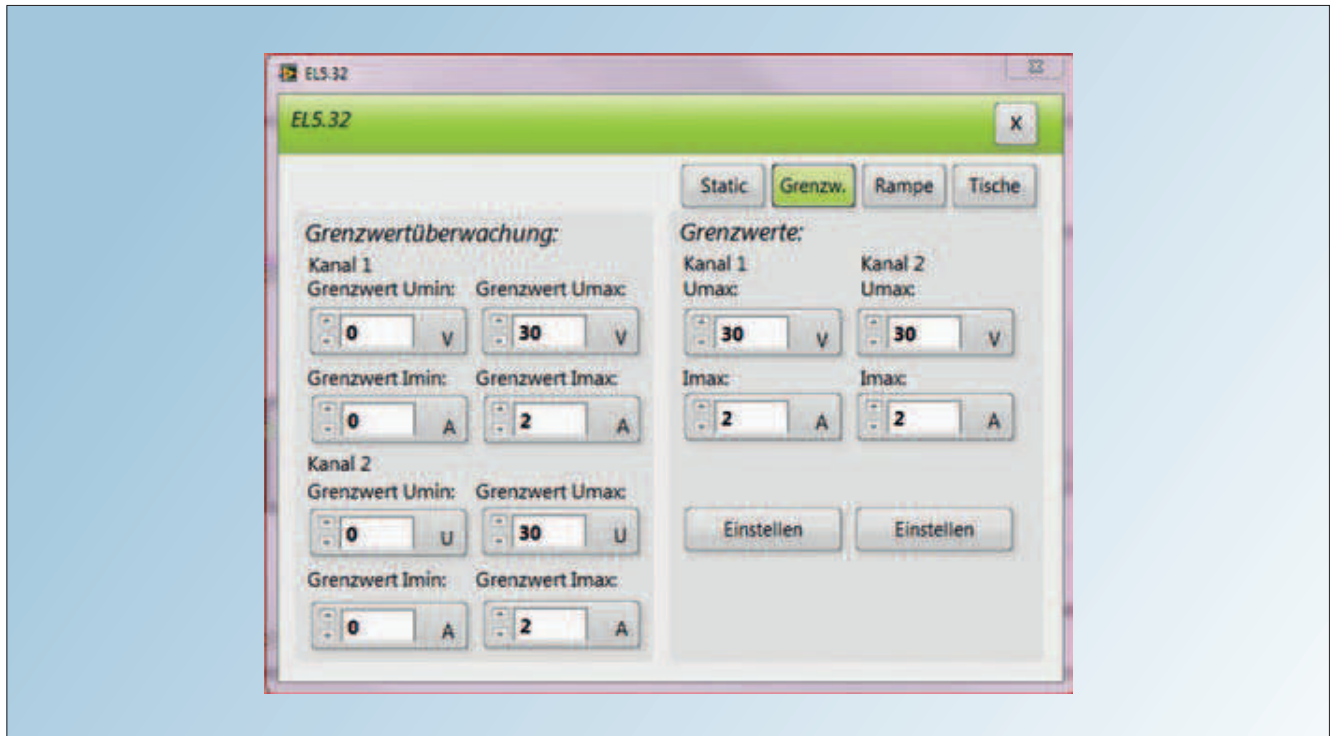 EL5.32
EL5.32
X
Static Grenzw. Rampe Tische
Grenzwertüberwachung:
Kanal 1
Grenzwert Umin: Grenzwert Umax:
0 V 30 V
Grenzwert Imin: Grenzwert Imax:
0 A 2 A
Kanal 2
Grenzwert Umin: Grenzwert Umax:
0 U 30 U
Grenzwert Imin: Grenzwert Imax:
0 A 2 A
Grenzwerte:
Kanal 1 Kanal 2
Umax: Umax:
30 V 30 V
Imax: Imax:
2 A 2 A
Einstellen Einstellen